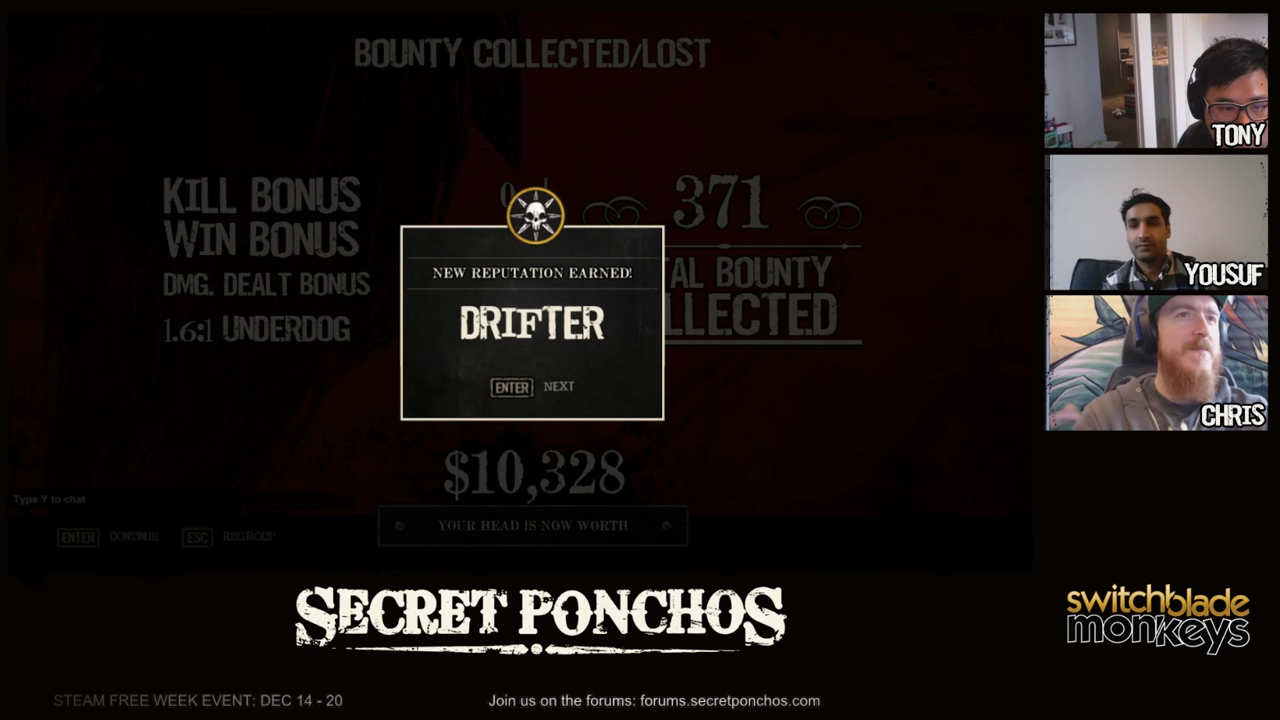 BOUNTY COLLECTED/LOST
KILL BONUS
WIN BONUS
DMG. DEALT BONUS
1.6:1 UNDERDOG
371
BOUNTY
NEW REPUTATION EARNED!
DRIFTER
ENTER NEXT
$10,328
YOUR HEAD IS NOW WORTH
Type Y to chat
ENTER CONTINUE ESC REGROUP
TONY
YOUSUF
CHRIS
SECRET PONCHOS
switchblade
monkeys
STEAM FREE WEEK EVENT: DEC 14 - 20
Join us on the forums: forums.secretponchos.com